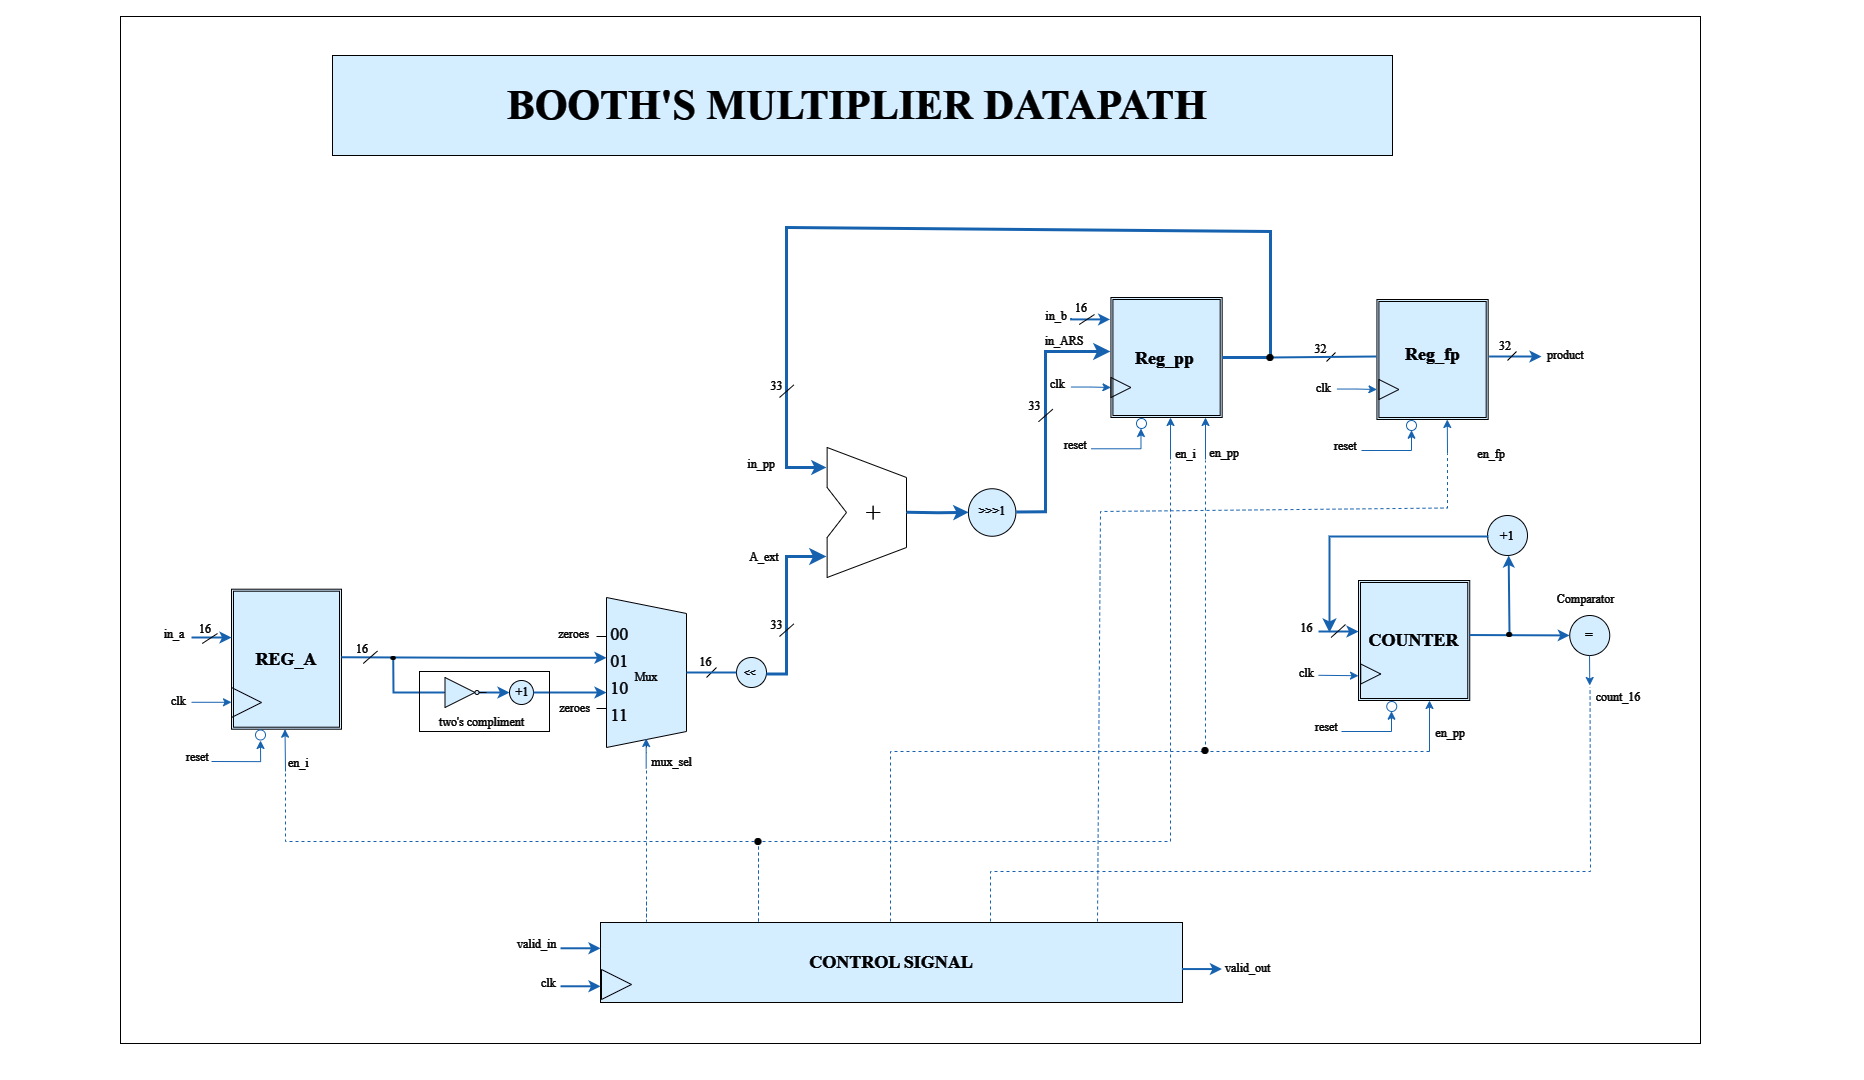 BOOTH'S MULTIPLIER DATAPATH
in_b
16
in_ARS
Reg_pp
clk
33
reset
en_i
en_pp
32
Reg_fp
32
product
clk
reset
en_fp
33
in_pp
+
>>>1
A_ext
33
+1
Comparator
16
COUNTER
=
clk
count_16
reset
en_pp
in_a
16
REG_A
16
clk
reset
en_i
zeroes
00
01
Mux
10
zeroes
11
+1
two's compliment
16
<<
mux_sel
valid_in
CONTROL SIGNAL
clk
valid_out